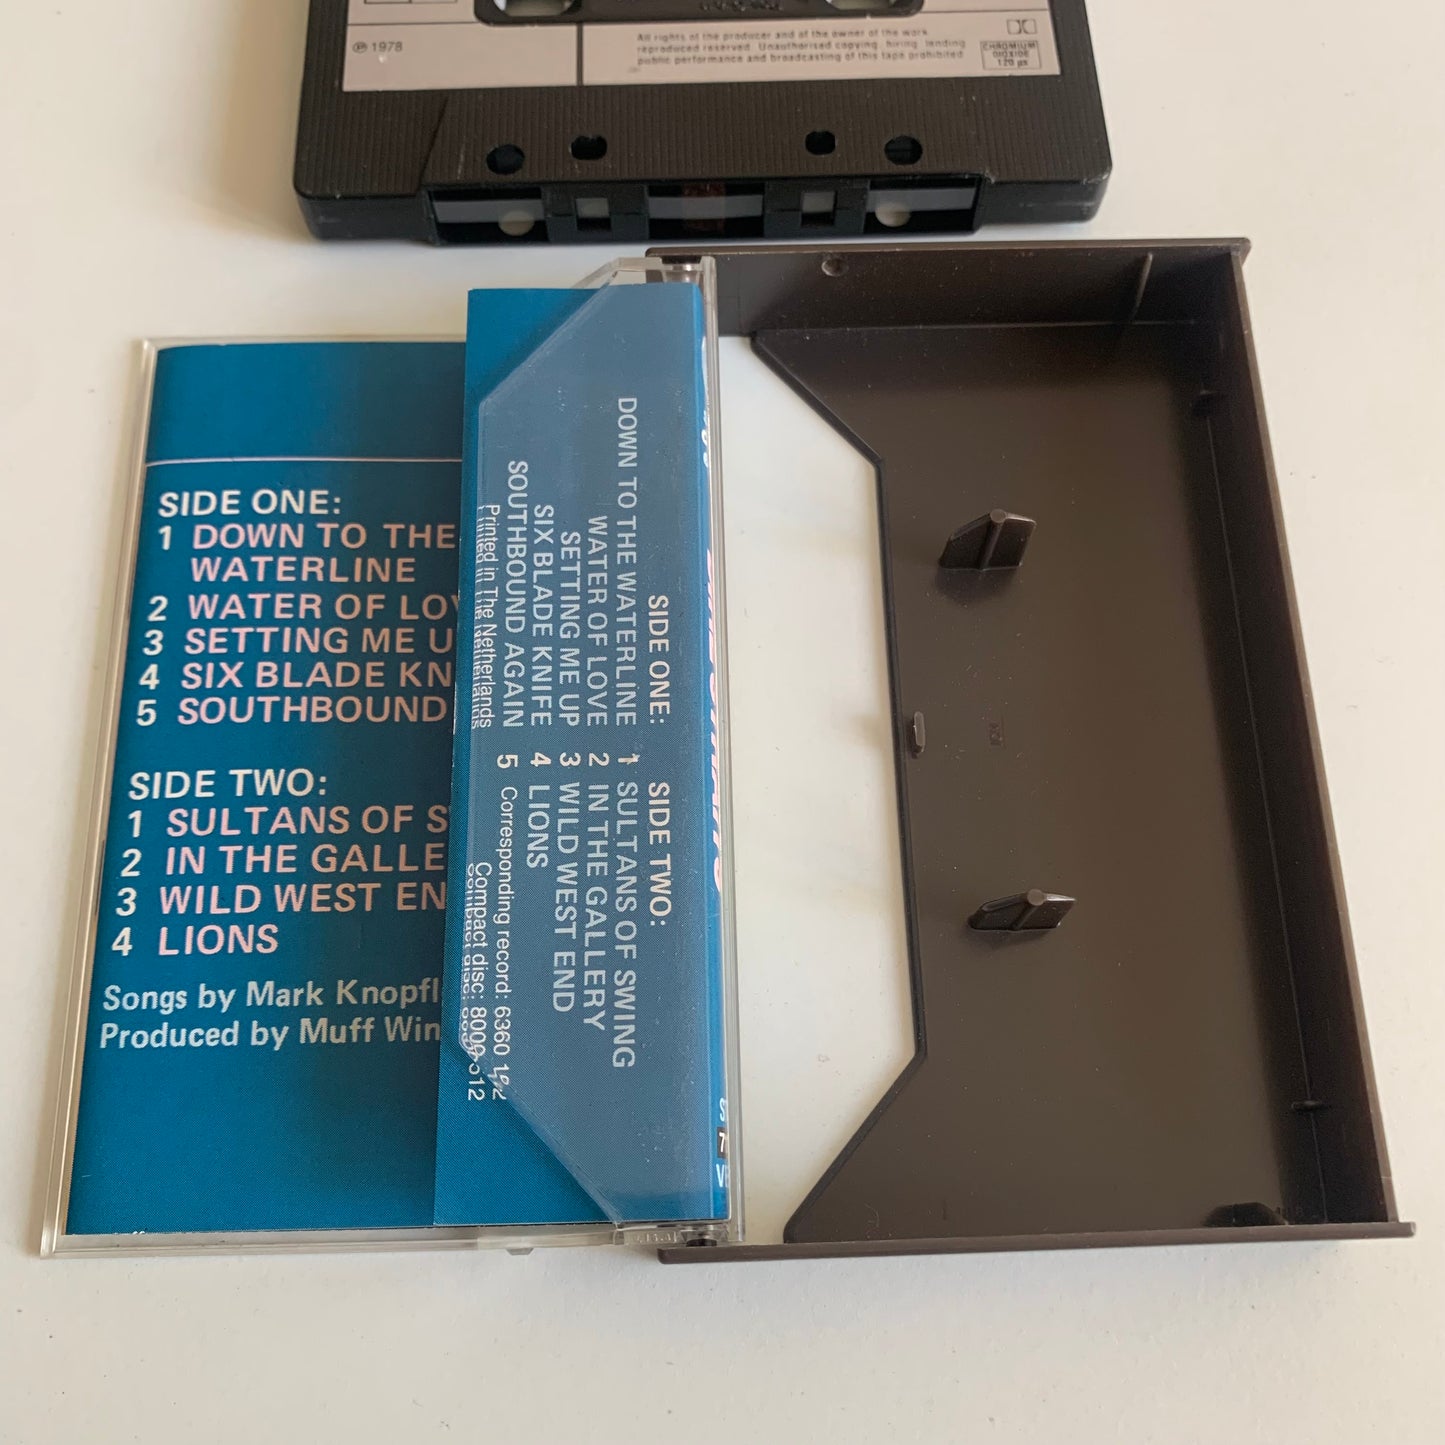 ℗ 1978
All rights of the producer and of the owner of the work
reproduced reserved. Unauthorised copying, hiring, lending
public performance and broadcasting of this tape prohibited
CHROMIUM
DIOXIDE
120 µs
SIDE ONE:
1 DOWN TO THE
WATERLINE
2 WATER OF LOV
3 SETTING ME U
4 SIX BLADE KN
5 SOUTHBOUND
SIDE TWO:
1 SULTANS OF S
2 IN THE GALLE
3 WILD WEST EN
4 LIONS
Songs by Mark Knopfl
Produced by Muff Win
SIDE ONE:
DOWN TO THE WATERLINE 1
WATER OF LOVE 2
SETTING ME UP 3
SIX BLADE KNIFE 4
SOUTHBOUND AGAIN 5
Printed in The Netherlands
SIDE TWO:
SULTANS OF SWING
IN THE GALLERY
WILD WEST END
LIONS
Corresponding record: 6360 162
Compact disc: 800